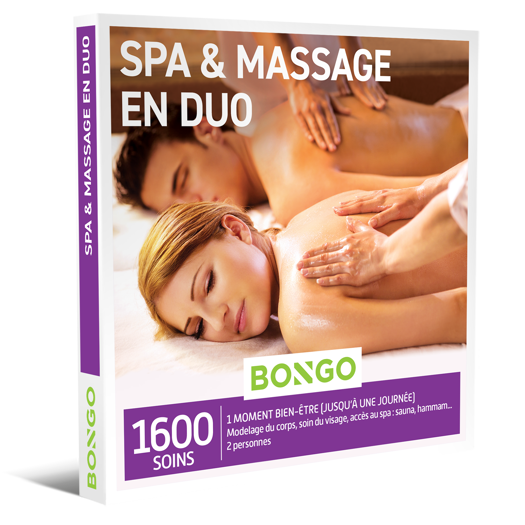 SPA & MASSAGE
EN DUO
SPA & MASSAGE EN DUO
BONGO
BONGO
1600
SOINS
1 MOMENT BIEN-ÊTRE (JUSQU'À UNE JOURNÉE)
Modelage du corps, soin du visage, accès au spa : sauna, hammam...
2 personnes